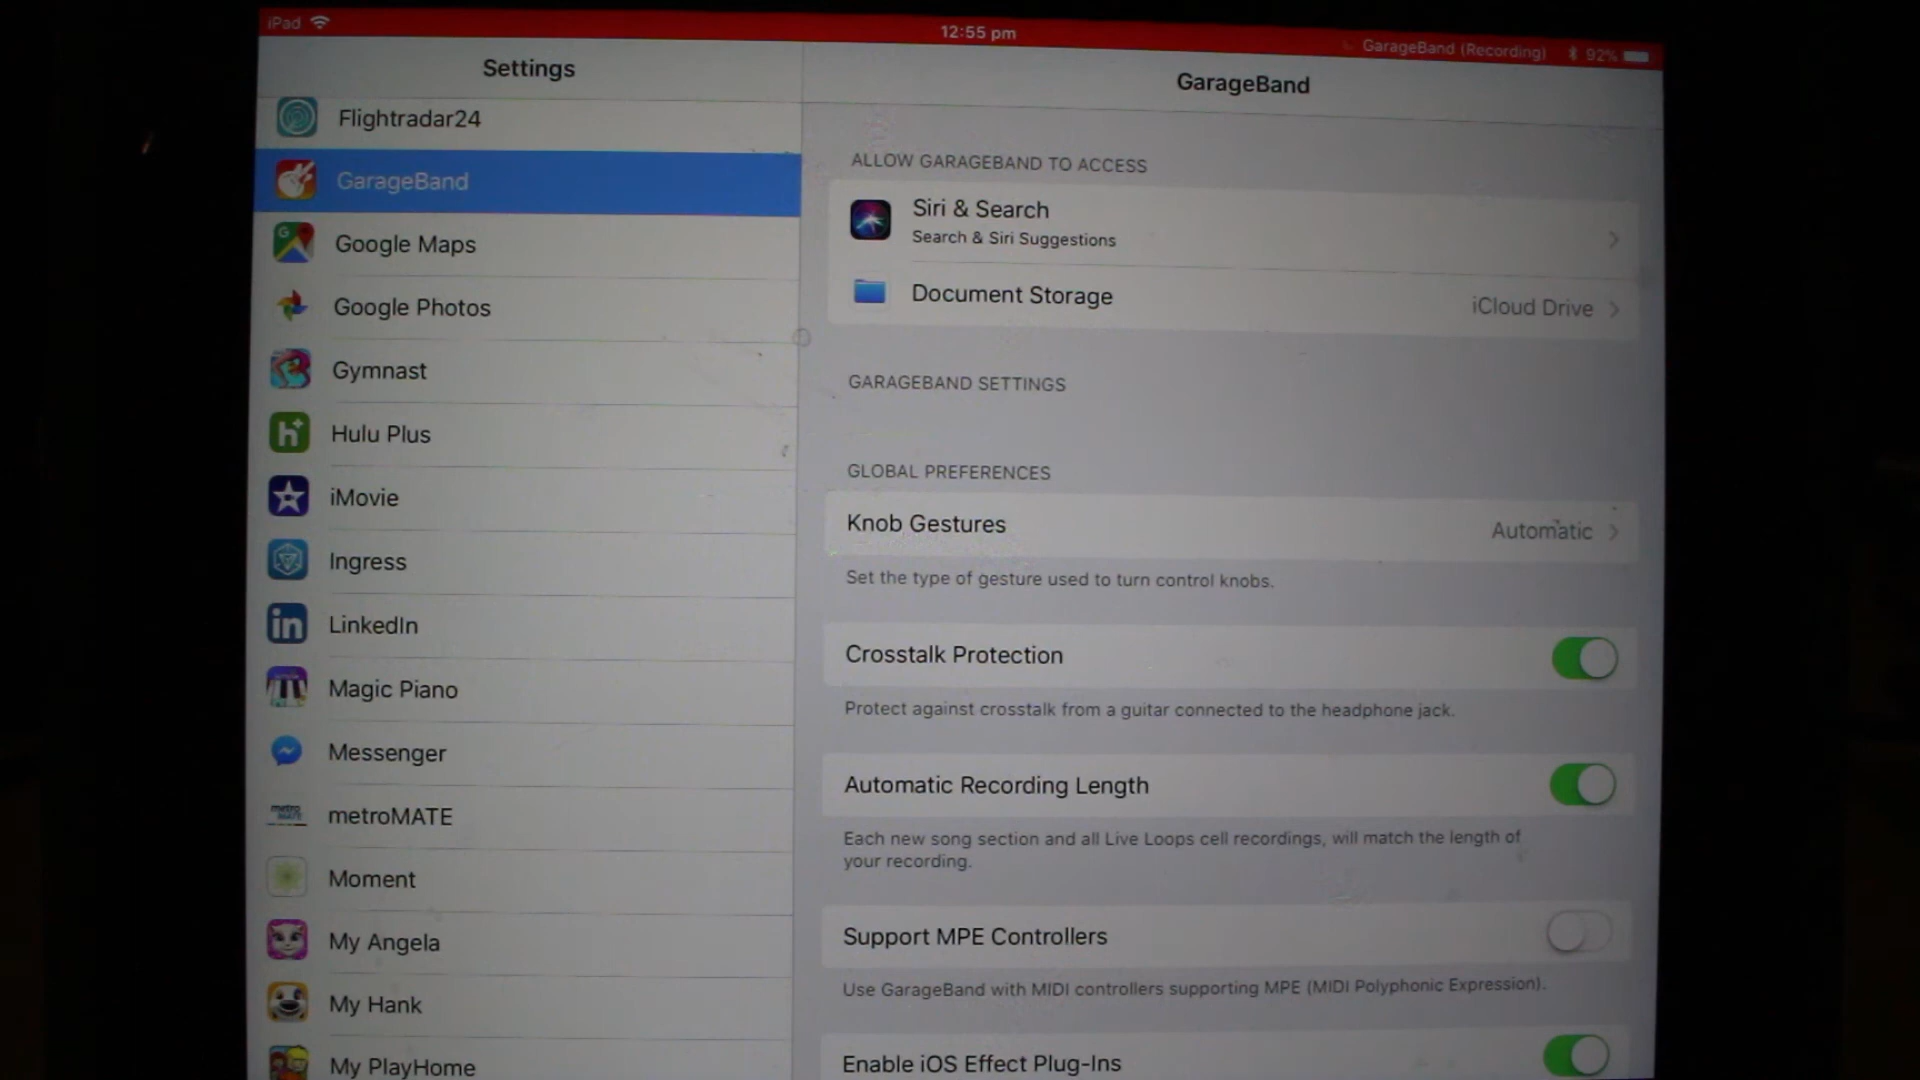 iPad
12:55 pm
GarageBand (Recording)
92%
Settings
Flightradar24
GarageBand
Google Maps
Google Photos
Gymnast
Hulu Plus
iMovie
Ingress
LinkedIn
Magic Piano
Messenger
metroMATE
Moment
My Angela
My Hank
My PlayHome
GarageBand
ALLOW GARAGEBAND TO ACCESS
Siri & Search
Search & Siri Suggestions
Document Storage
iCloud Drive
GARAGEBAND SETTINGS
GLOBAL PREFERENCES
Knob Gestures
Automatic
Set the type of gesture used to turn control knobs.
Crosstalk Protection
Protect against crosstalk from a guitar connected to the headphone jack.
Automatic Recording Length
Each new song section and all Live Loops cell recordings, will match the length of
your recording.
Support MPE Controllers
Use GarageBand with MIDI controllers supporting MPE (MIDI Polyphonic Expression).
Enable iOS Effect Plug-Ins